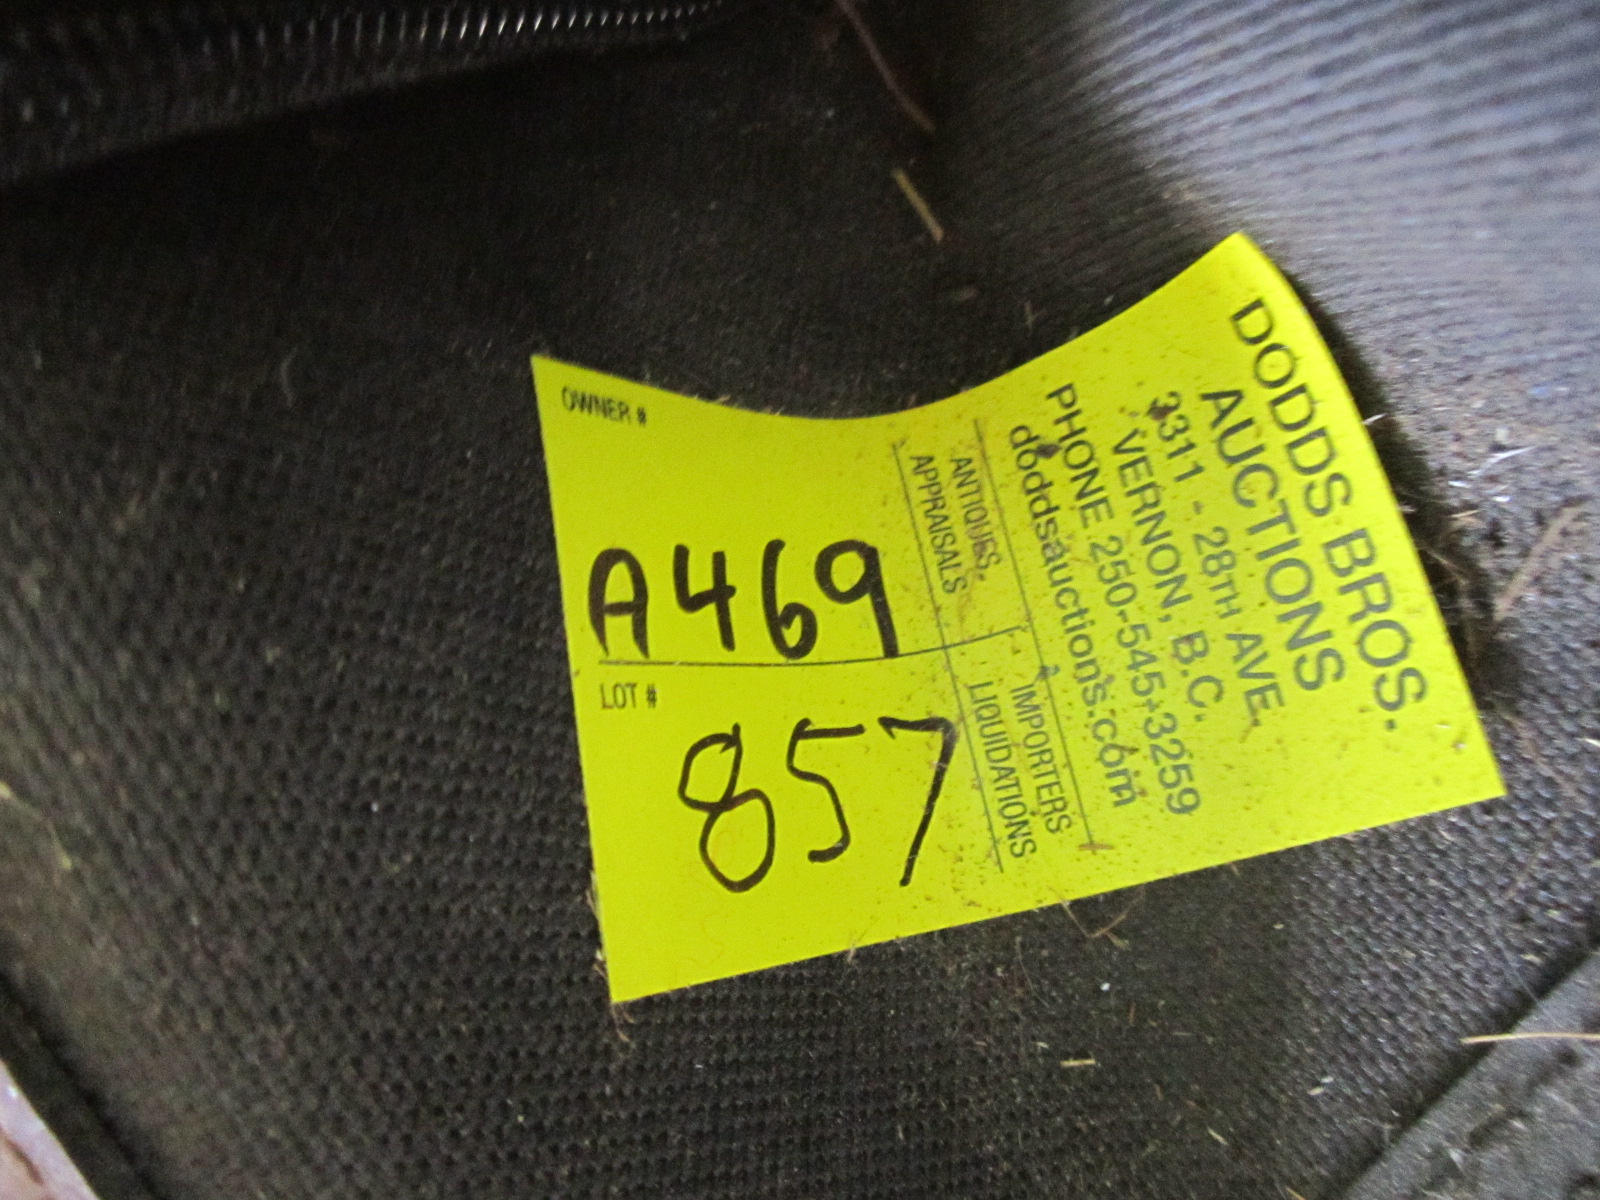 DODDS BROS.
AUCTIONS
3311 - 28TH AVE.
VERNON, B.C.
PHONE 250-545-3259
doddsauctions.com
ANTIQUES, IMPORTERS
APPRAISALS LIQUIDATIONS
OWNER #
A469
LOT #
857